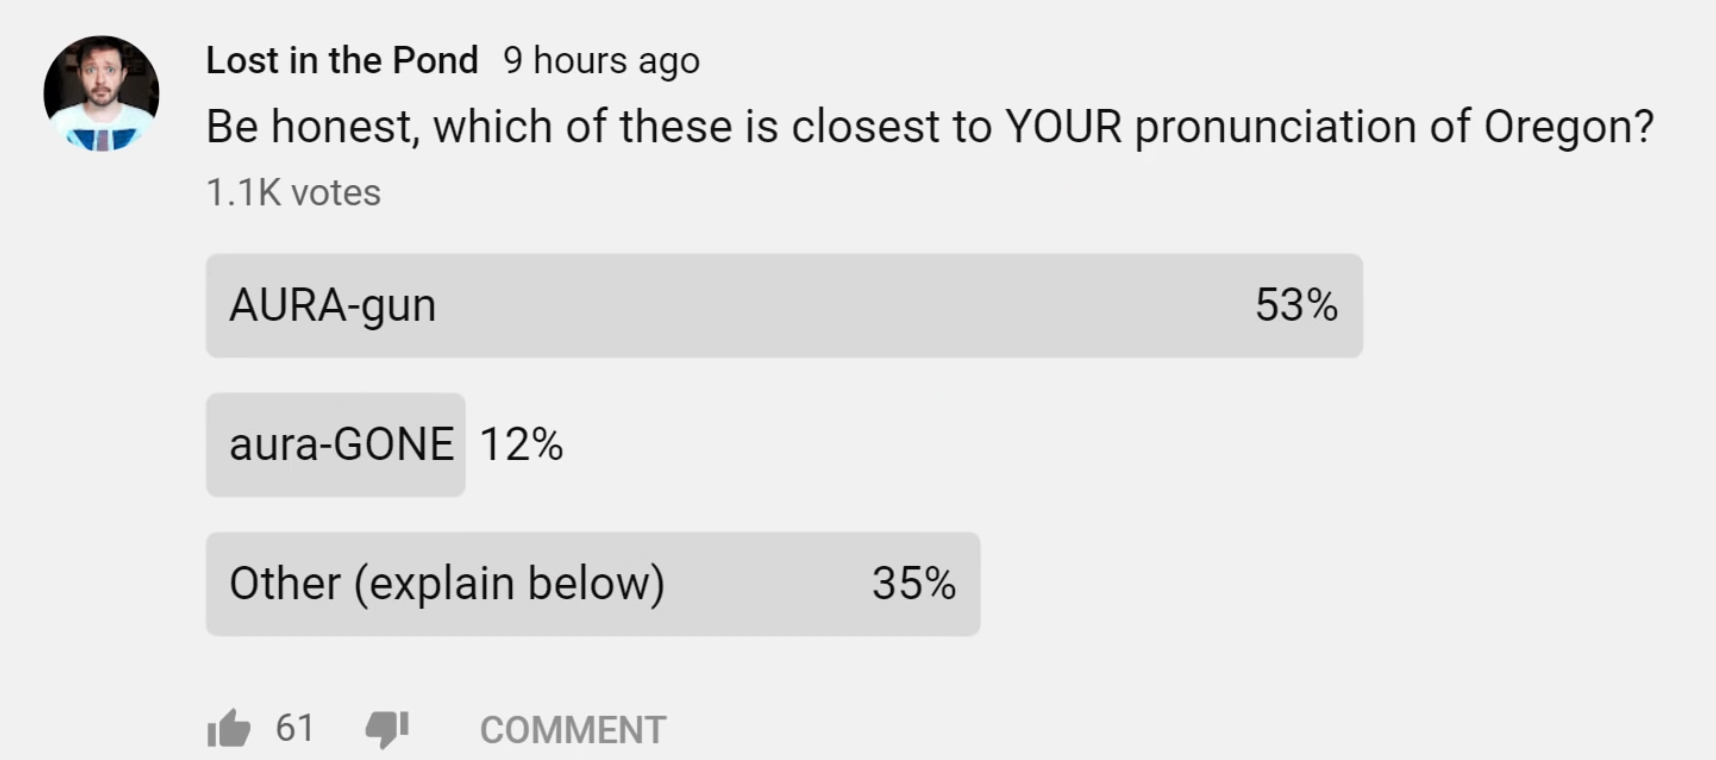 Lost in the Pond 9 hours ago
Be honest, which of these is closest to YOUR pronunciation of Oregon?
1.1K votes
AURA-gun 53%
aura-GONE 12%
Other (explain below) 35%
61 COMMENT